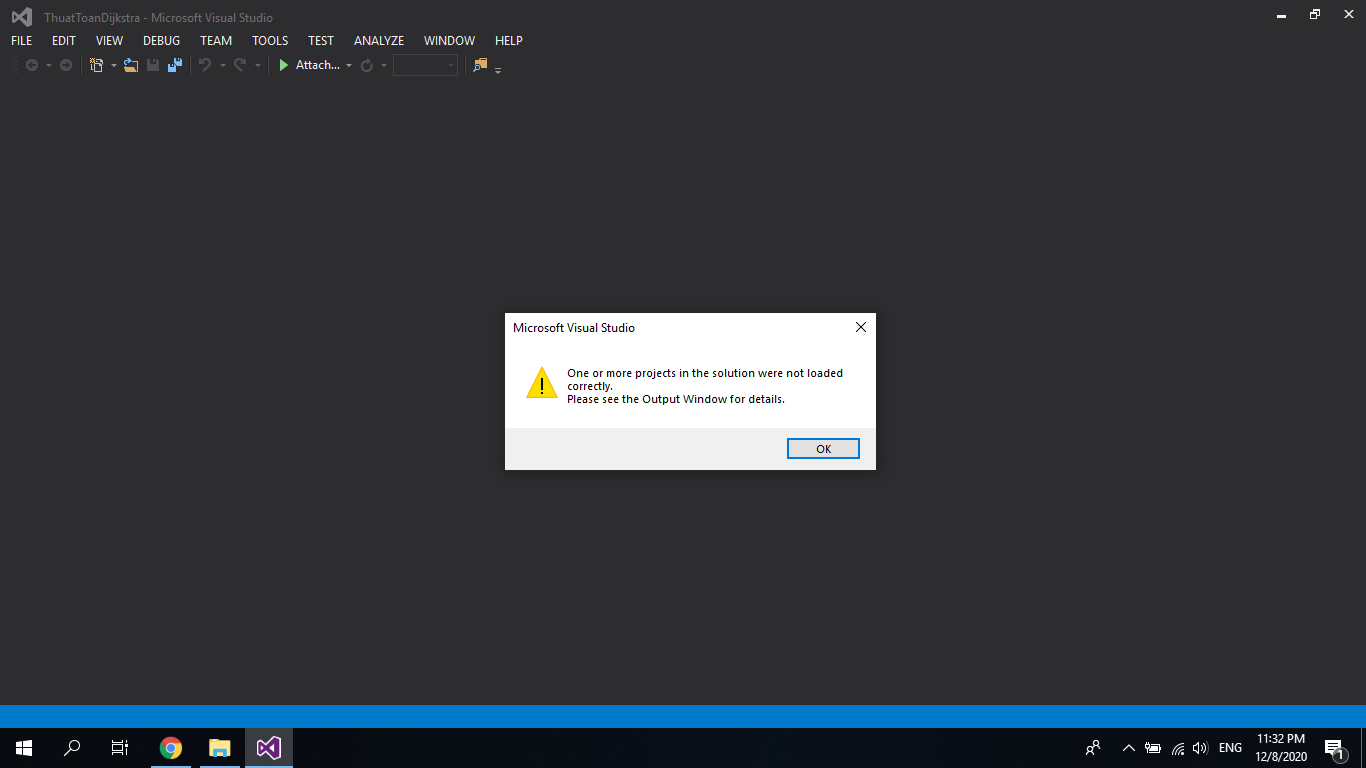 ThuatToanDijkstra - Microsoft Visual Studio
FILE EDIT VIEW DEBUG TEAM TOOLS TEST ANALYZE WINDOW HELP
Attach...
Microsoft Visual Studio
One or more projects in the solution were not loaded
correctly.
Please see the Output Window for details.
OK
ENG
11:32 PM
12/8/2020
1